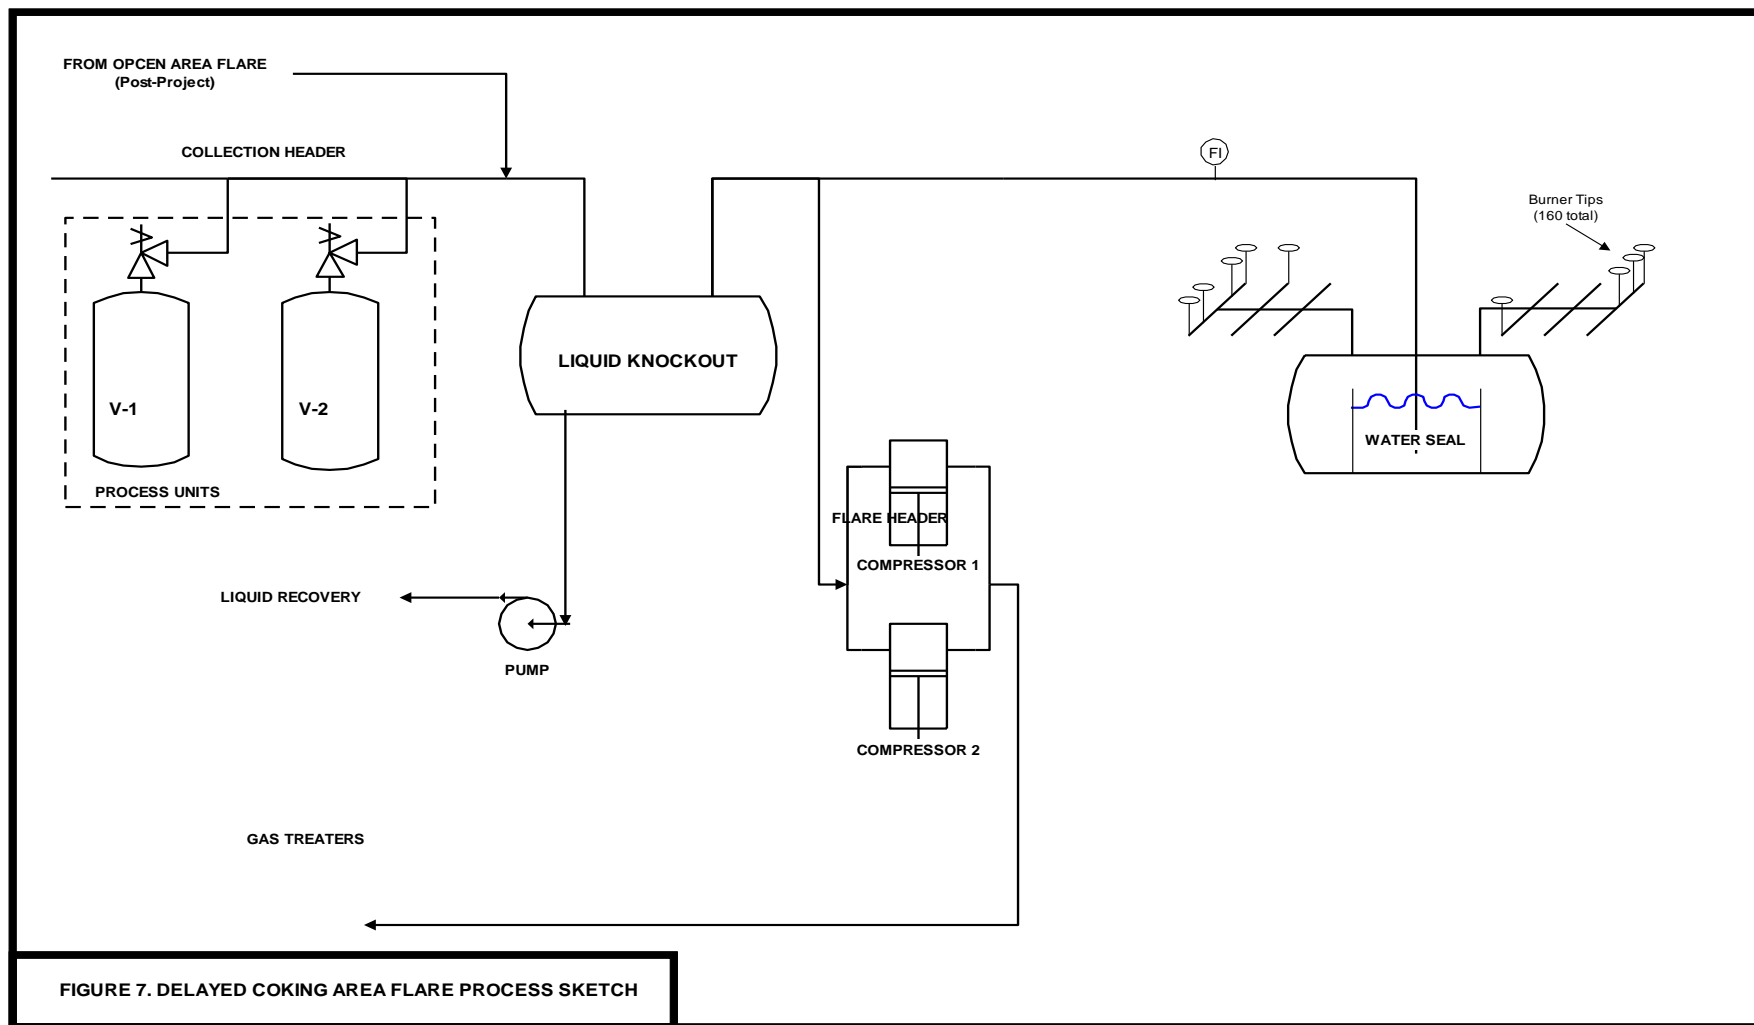 FROM OPCEN AREA FLARE
(Post-Project)
COLLECTION HEADER
FI
Burner Tips
(160 total)
LIQUID KNOCKOUT
V-1
V-2
WATER SEAL
PROCESS UNITS
FLARE HEADER
COMPRESSOR 1
LIQUID RECOVERY
PUMP
COMPRESSOR 2
GAS TREATERS
FIGURE 7. DELAYED COKING AREA FLARE PROCESS SKETCH